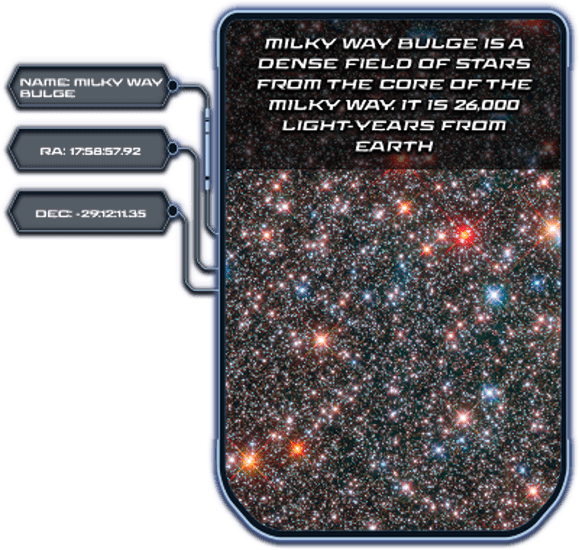 NAME: MILKY WAY
BULGE
RA: 17:58:57.92
DEC: -29:12:11.35
MILKY WAY BULGE IS A
DENSE FIELD OF STARS
FROM THE CORE OF THE
MILKY WAY. IT IS 26,000
LIGHT-YEARS FROM
EARTH